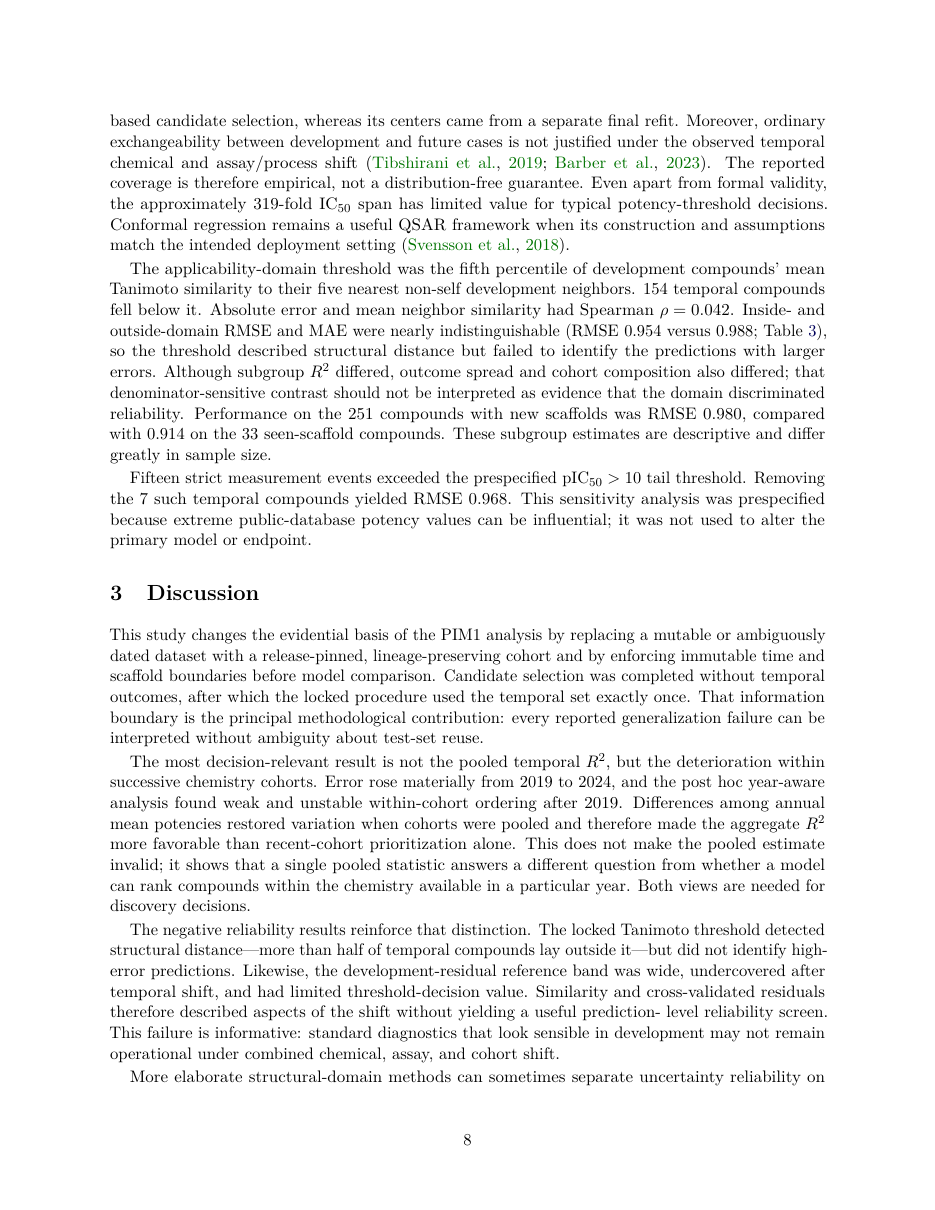 based candidate selection, whereas its centers came from a separate final refit. Moreover, ordinary
exchangeability between development and future cases is not justified under the observed temporal
chemical and assay/process shift (Tibshirani et al., 2019; Barber et al., 2023). The reported
coverage is therefore empirical, not a distribution-free guarantee. Even apart from formal validity,
the approximately 319-fold IC₅₀ span has limited value for typical potency-threshold decisions.
Conformal regression remains a useful QSAR framework when its construction and assumptions
match the intended deployment setting (Svensson et al., 2018).
The applicability-domain threshold was the fifth percentile of development compounds' mean
Tanimoto similarity to their five nearest non-self development neighbors. 154 temporal compounds
fell below it. Absolute error and mean neighbor similarity had Spearman ρ = 0.042. Inside- and
outside-domain RMSE and MAE were nearly indistinguishable (RMSE 0.954 versus 0.988; Table 3),
so the threshold described structural distance but failed to identify the predictions with larger
errors. Although subgroup R² differed, outcome spread and cohort composition also differed; that
denominator-sensitive contrast should not be interpreted as evidence that the domain discriminated
reliability. Performance on the 251 compounds with new scaffolds was RMSE 0.980, compared
with 0.914 on the 33 seen-scaffold compounds. These subgroup estimates are descriptive and differ
greatly in sample size.
Fifteen strict measurement events exceeded the prespecified pIC₅₀ > 10 tail threshold. Removing
the 7 such temporal compounds yielded RMSE 0.968. This sensitivity analysis was prespecified
because extreme public-database potency values can be influential; it was not used to alter the
primary model or endpoint.
3 Discussion
This study changes the evidential basis of the PIM1 analysis by replacing a mutable or ambiguously
dated dataset with a release-pinned, lineage-preserving cohort and by enforcing immutable time and
scaffold boundaries before model comparison. Candidate selection was completed without temporal
outcomes, after which the locked procedure used the temporal set exactly once. That information
boundary is the principal methodological contribution: every reported generalization failure can be
interpreted without ambiguity about test-set reuse.
The most decision-relevant result is not the pooled temporal R², but the deterioration within
successive chemistry cohorts. Error rose materially from 2019 to 2024, and the post hoc year-aware
analysis found weak and unstable within-cohort ordering after 2019. Differences among annual
mean potencies restored variation when cohorts were pooled and therefore made the aggregate R²
more favorable than recent-cohort prioritization alone. This does not make the pooled estimate
invalid; it shows that a single pooled statistic answers a different question from whether a model
can rank compounds within the chemistry available in a particular year. Both views are needed for
discovery decisions.
The negative reliability results reinforce that distinction. The locked Tanimoto threshold detected
structural distance—more than half of temporal compounds lay outside it—but did not identify high-
error predictions. Likewise, the development-residual reference band was wide, undercovered after
temporal shift, and had limited threshold-decision value. Similarity and cross-validated residuals
therefore described aspects of the shift without yielding a useful prediction- level reliability screen.
This failure is informative: standard diagnostics that look sensible in development may not remain
operational under combined chemical, assay, and cohort shift.
More elaborate structural-domain methods can sometimes separate uncertainty reliability on
8